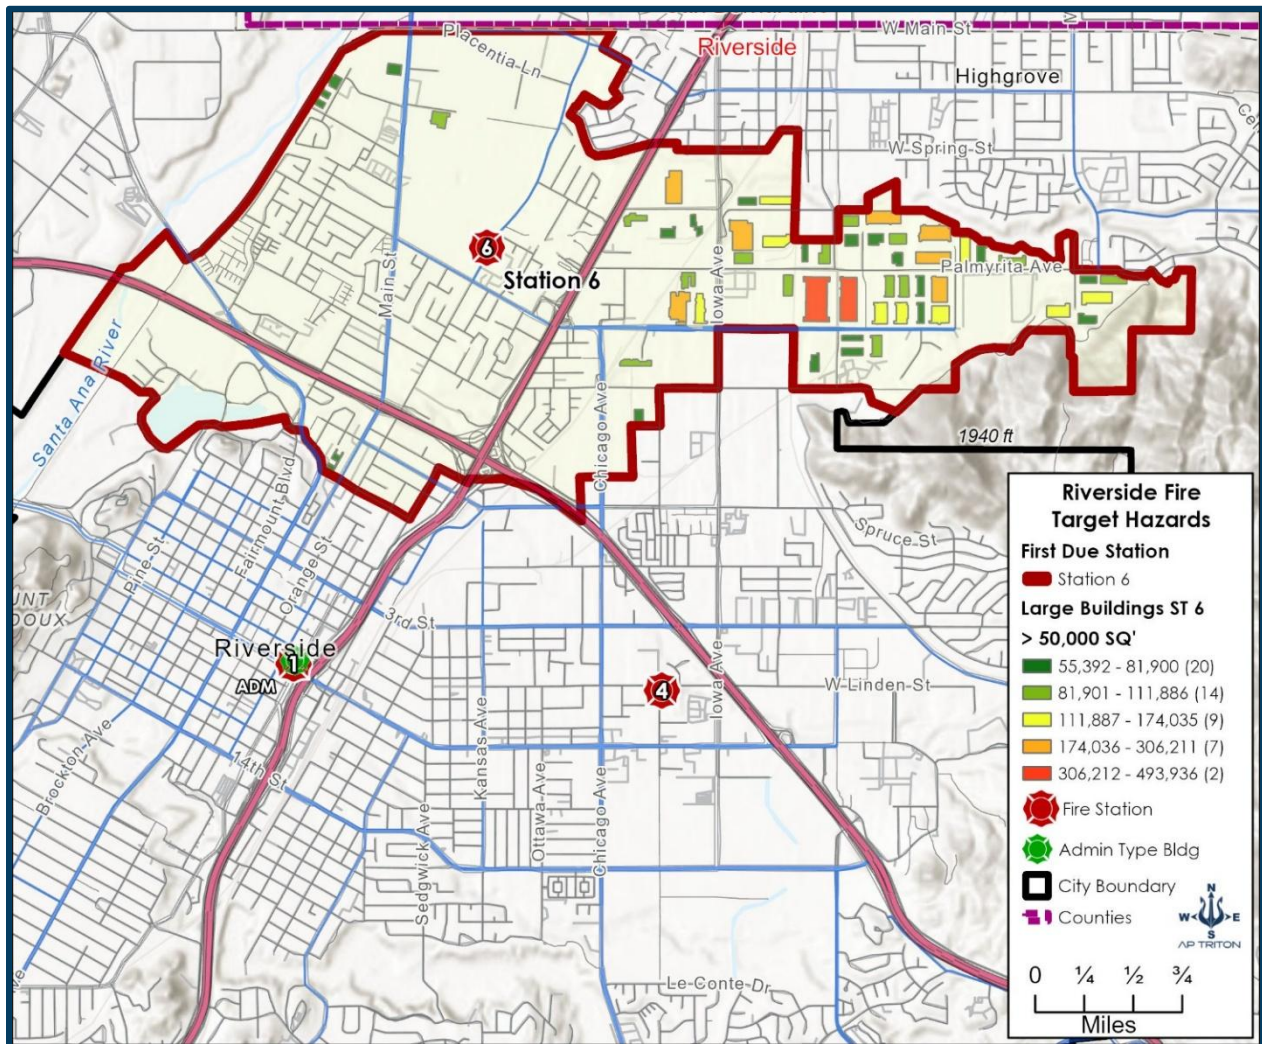 W Main St
Placentia Ln
Riverside
Highgrove
W Spring St
6
Station 6
Main St
Iowa Ave
Palmyrita Ave
Santa Ana River
Chicago Ave
1940 ft
Fairmount Blvd
Pine St
Orange St
Spruce St
3rd St
Riverside
1
ADM
4
Iowa Ave
W Linden St
Brockton Ave
14th St
Kansas Ave
Ottawa Ave
Chicago Ave
Sedgwick Ave
Le Conte Dr
Riverside Fire
Target Hazards
First Due Station
Station 6
Large Buildings ST 6
> 50,000 SQ'
55,392 - 81,900 (20)
81,901 - 111,886 (14)
111,887 - 174,035 (9)
174,036 - 306,211 (7)
306,212 - 493,936 (2)
Fire Station
Admin Type Bldg
City Boundary
Counties
N
W E
S
AP TRITON
0 ¼ ½ ¾
Miles